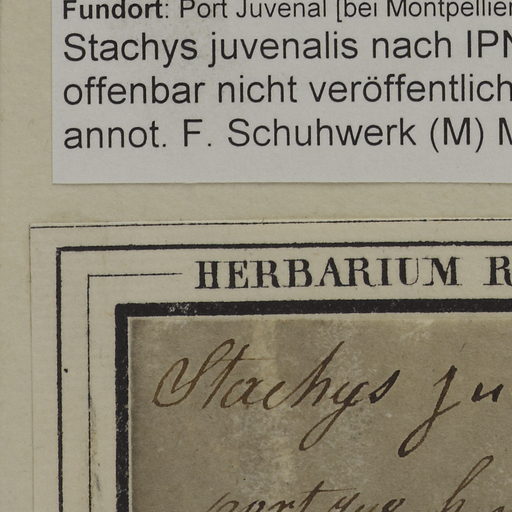 Fundort: Port Juvenal [bei Montpellier
Stachys juvenalis nach IPN
offenbar nicht veröffentlich
annot. F. Schuhwerk (M) M
HERBARIUM R
Stachys ju